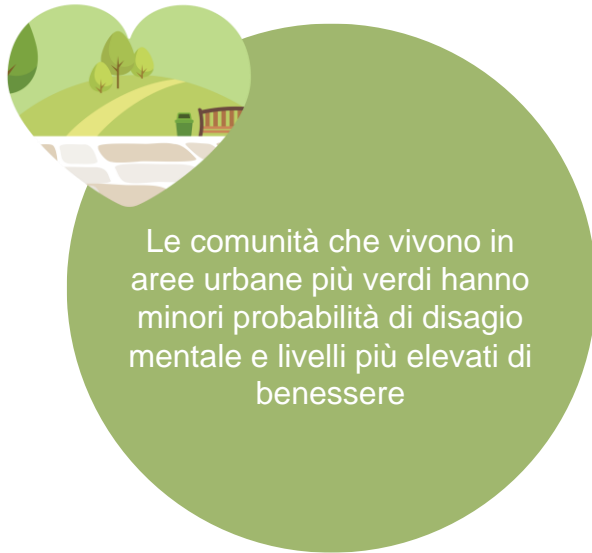 Le comunità che vivono in
aree urbane più verdi hanno
minori probabilità di disagio
mentale e livelli più elevati di
benessere